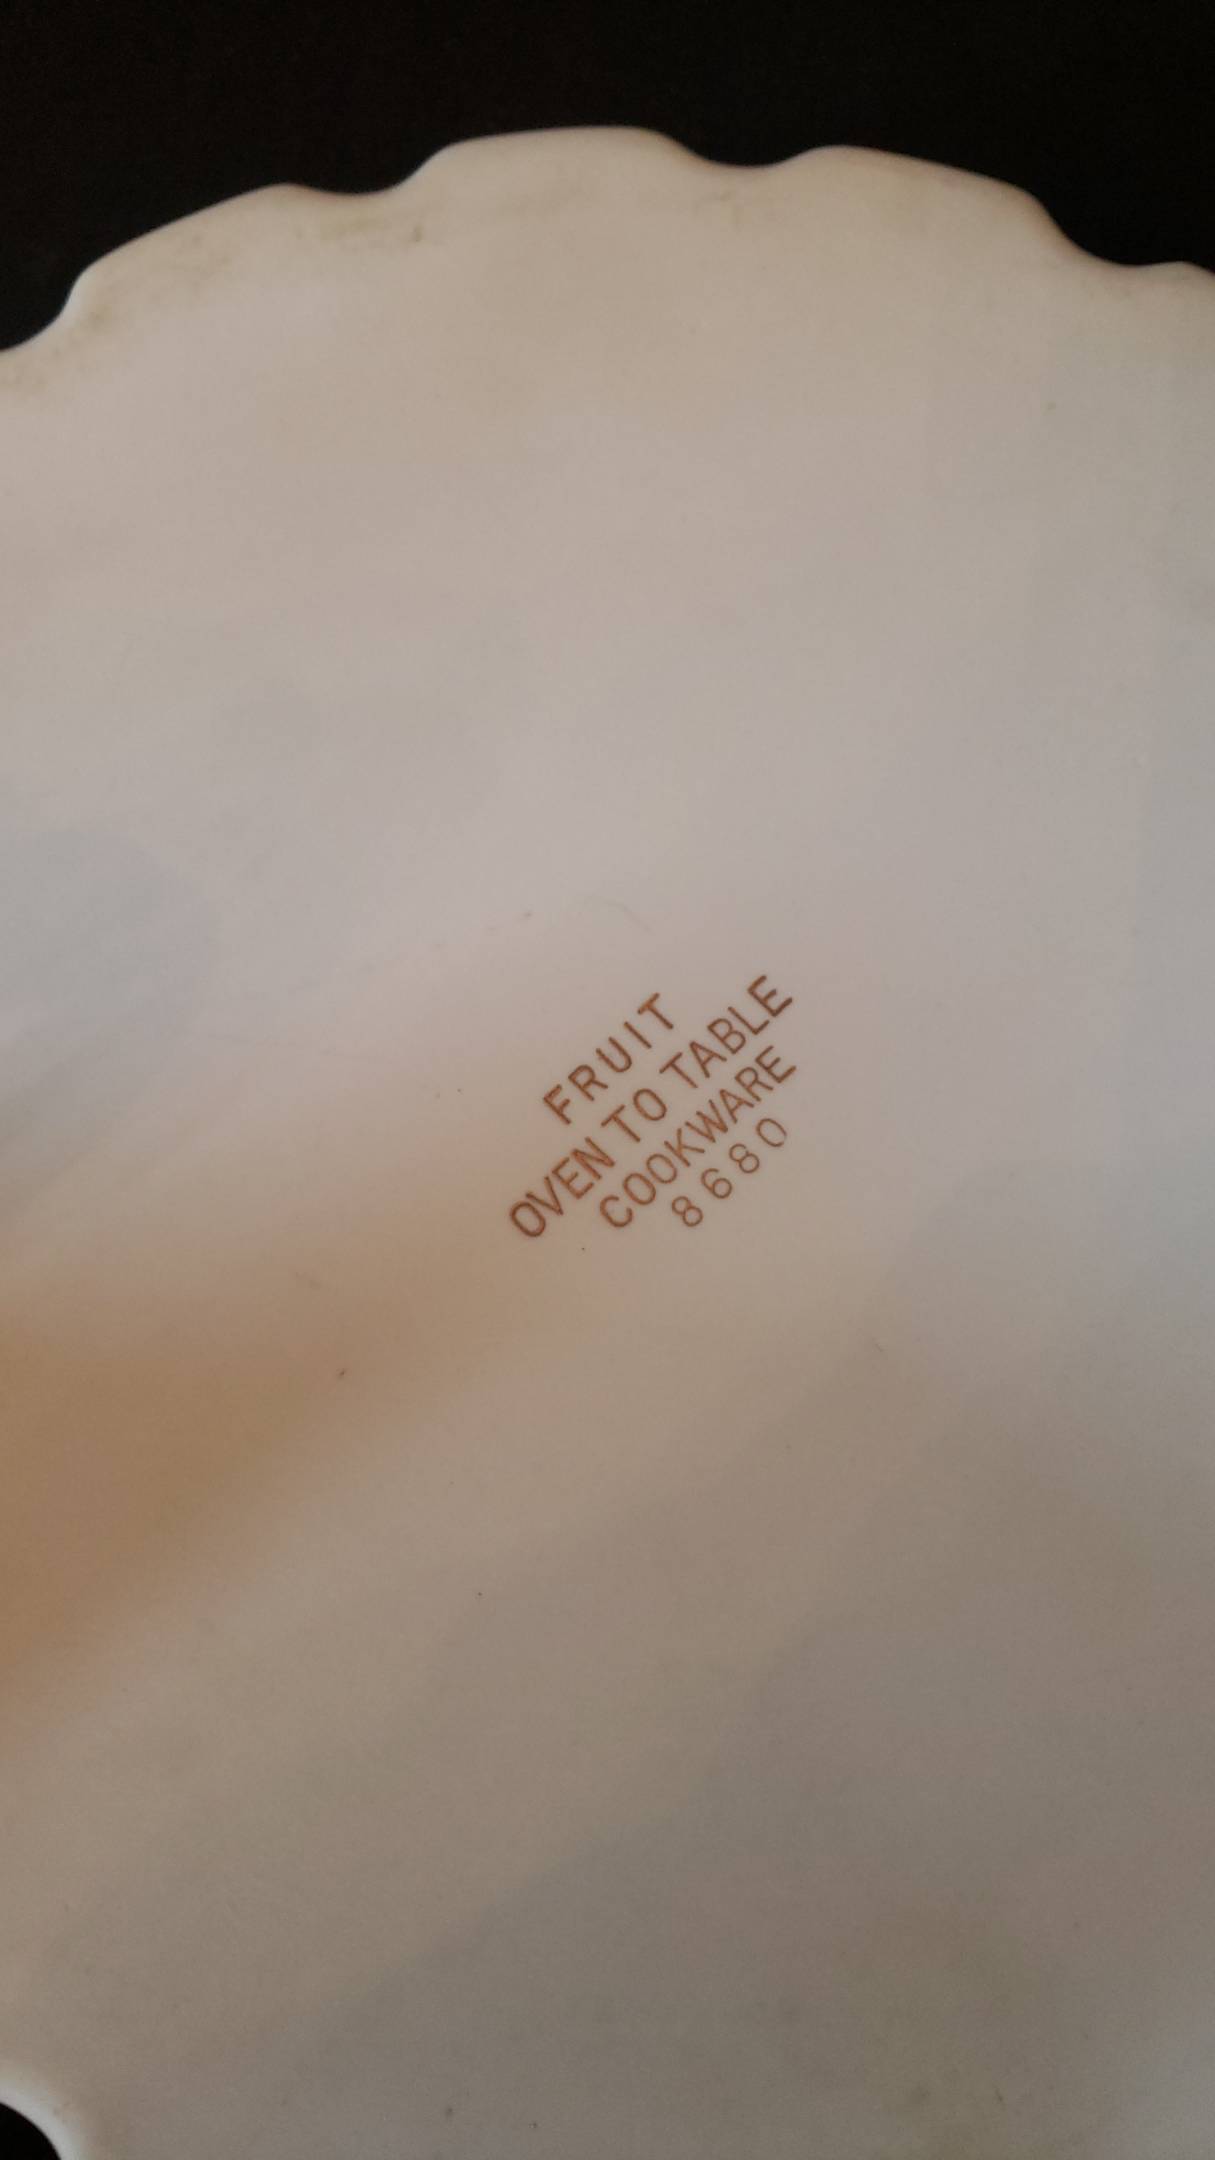 FRUIT
OVEN TO TABLE
COOKWARE
8680